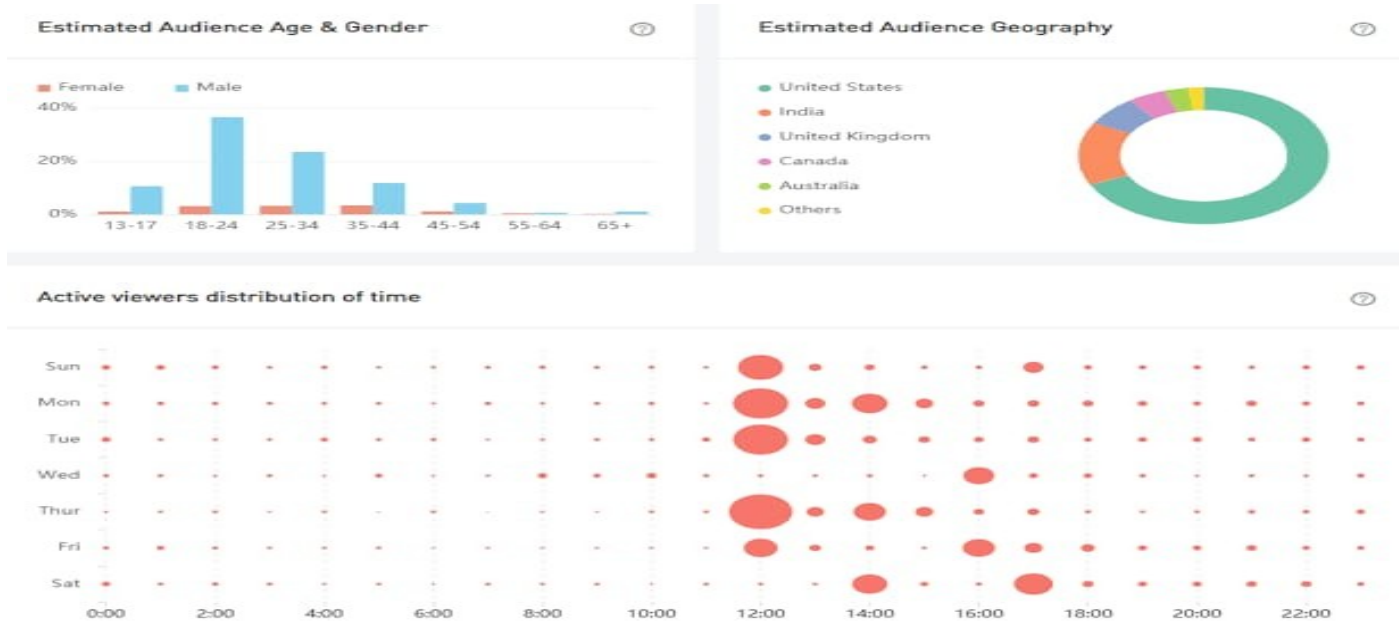 Estimated Audience Age & Gender
Female Male
40%
20%
0%
13-17 18-24 25-34 35-44 45-54 55-64 65+
Estimated Audience Geography
United States
India
United Kingdom
Canada
Australia
Others
Active viewers distribution of time
Sun
Mon
Tue
Wed
Thur
Fri
Sat
0:00 2:00 4:00 6:00 8:00 10:00 12:00 14:00 16:00 18:00 20:00 22:00